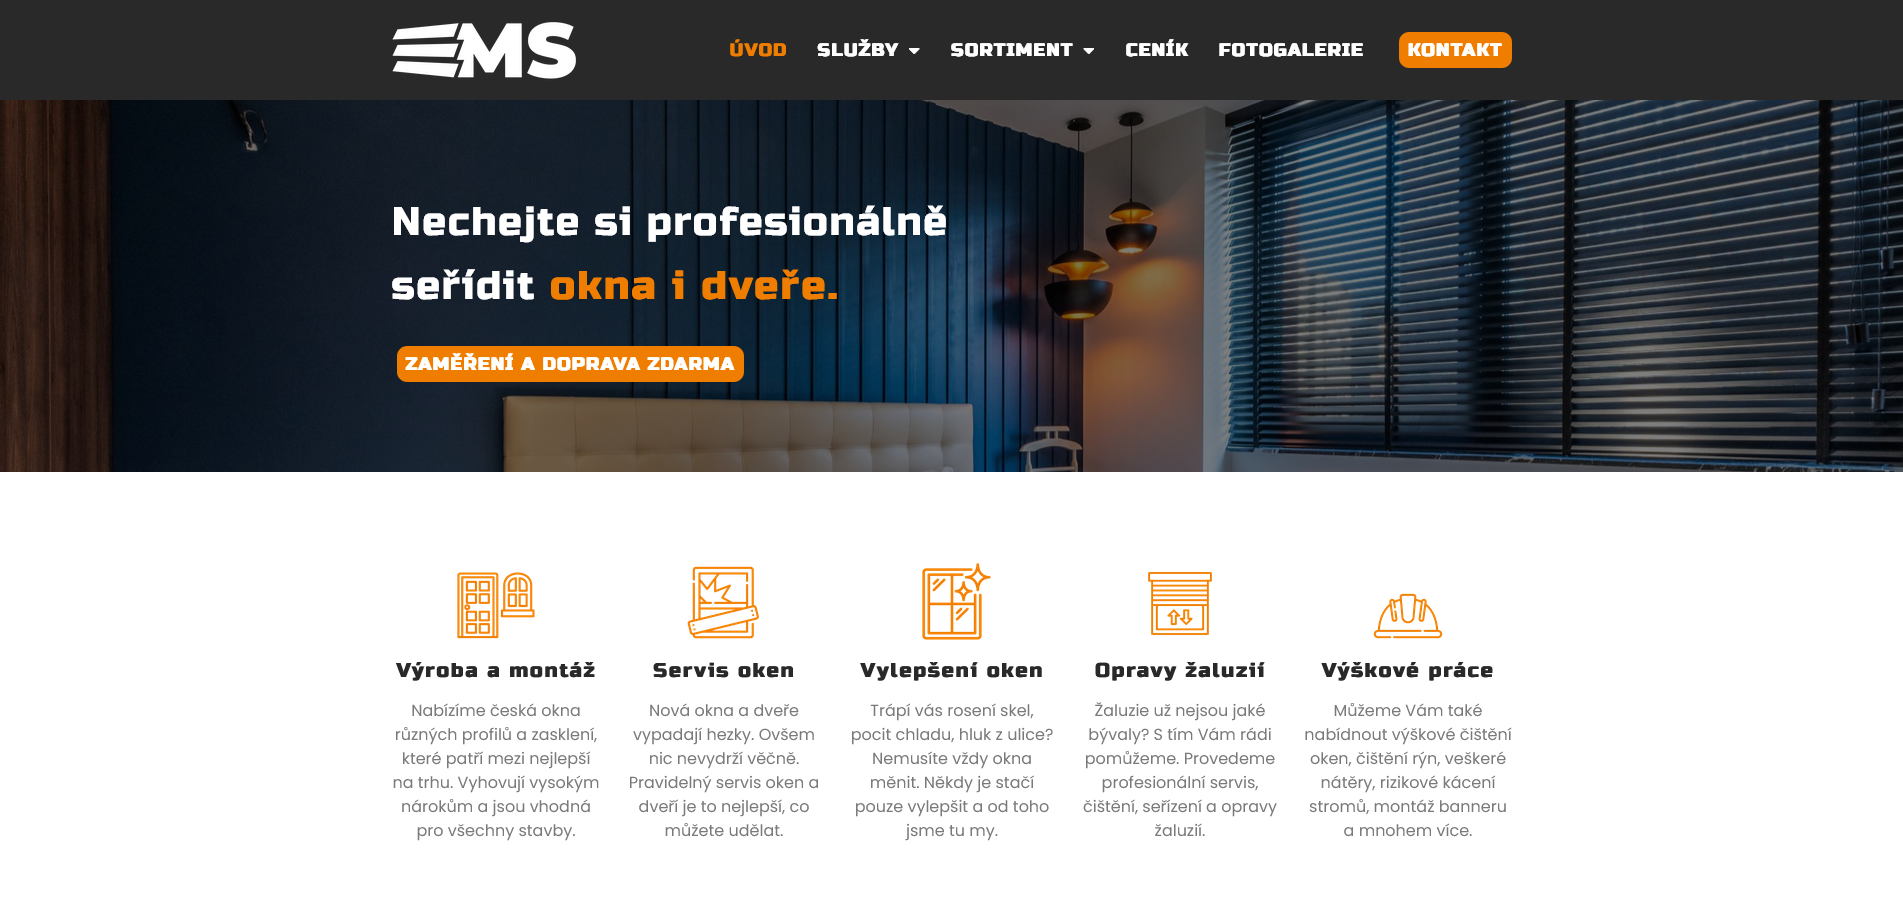 MS
ÚVOD SLUŽBY SORTIMENT CENÍK FOTOGALERIE KONTAKT
Nechejte si profesionálně
seřídit okna i dveře.
ZAMĚŘENÍ A DOPRAVA ZDARMA
Výroba a montáž
Nabízíme česká okna
různých profilů a zasklení,
které patří mezi nejlepší
na trhu. Vyhovují vysokým
nárokům a jsou vhodná
pro všechny stavby.
Servis oken
Nová okna a dveře
vypadají hezky. Ovšem
nic nevydrží věčně.
Pravidelný servis oken a
dveří je to nejlepší, co
můžete udělat.
Vylepšení oken
Trápí vás rosení skel,
pocit chladu, hluk z ulice?
Nemusíte vždy okna
měnit. Někdy je stačí
pouze vylepšit a od toho
jsme tu my.
Opravy žaluzií
Žaluzie už nejsou jaké
bývaly? S tím Vám rádi
pomůžeme. Provedeme
profesionální servis,
čištění, seřízení a opravy
žaluzií.
Výškové práce
Můžeme Vám také
nabídnout výškové čištění
oken, čištění rýn, veškeré
nátěry, rizikové kácení
stromů, montáž banneru
a mnohem více.